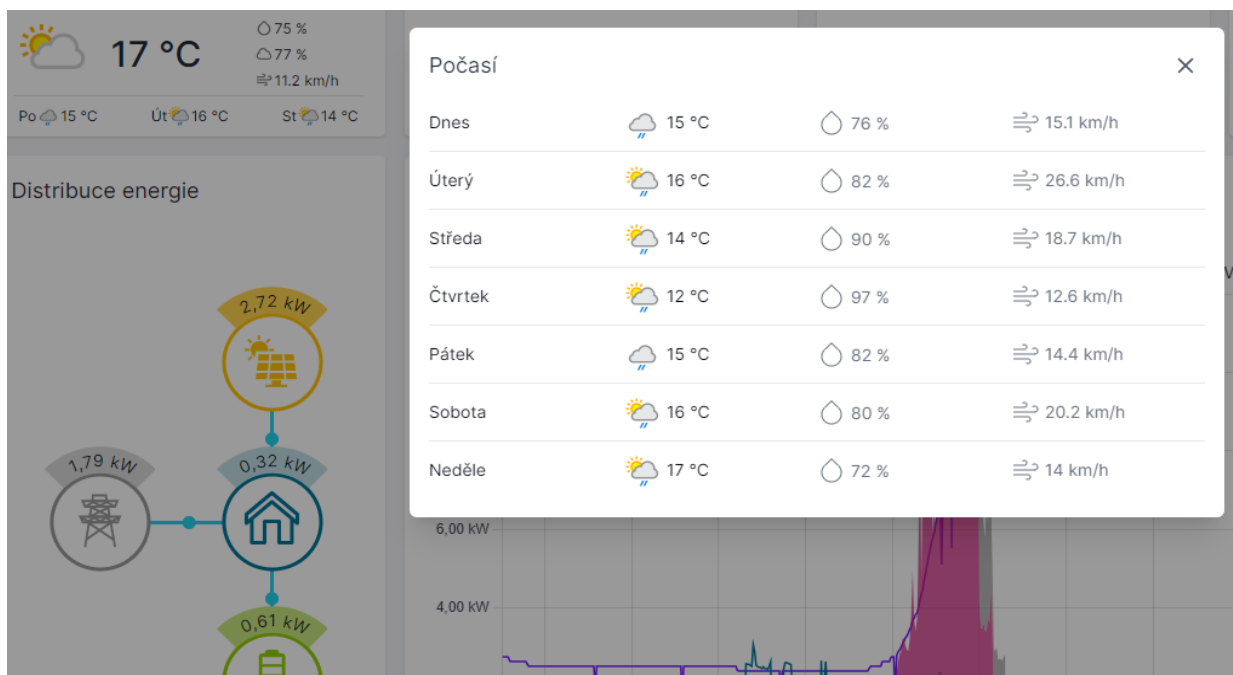 17 °C
75 %
77 %
11.2 km/h
Po 15 °C Út 16 °C St 14 °C
Distribuce energie
2,72 kW
1,79 kW
0,32 kW
0,61 kW
Počasí
Dnes 15 °C 76 % 15.1 km/h
Úterý 16 °C 82 % 26.6 km/h
Středa 14 °C 90 % 18.7 km/h
Čtvrtek 12 °C 97 % 12.6 km/h
Pátek 15 °C 82 % 14.4 km/h
Sobota 16 °C 80 % 20.2 km/h
Neděle 17 °C 72 % 14 km/h
6,00 kW
4,00 kW